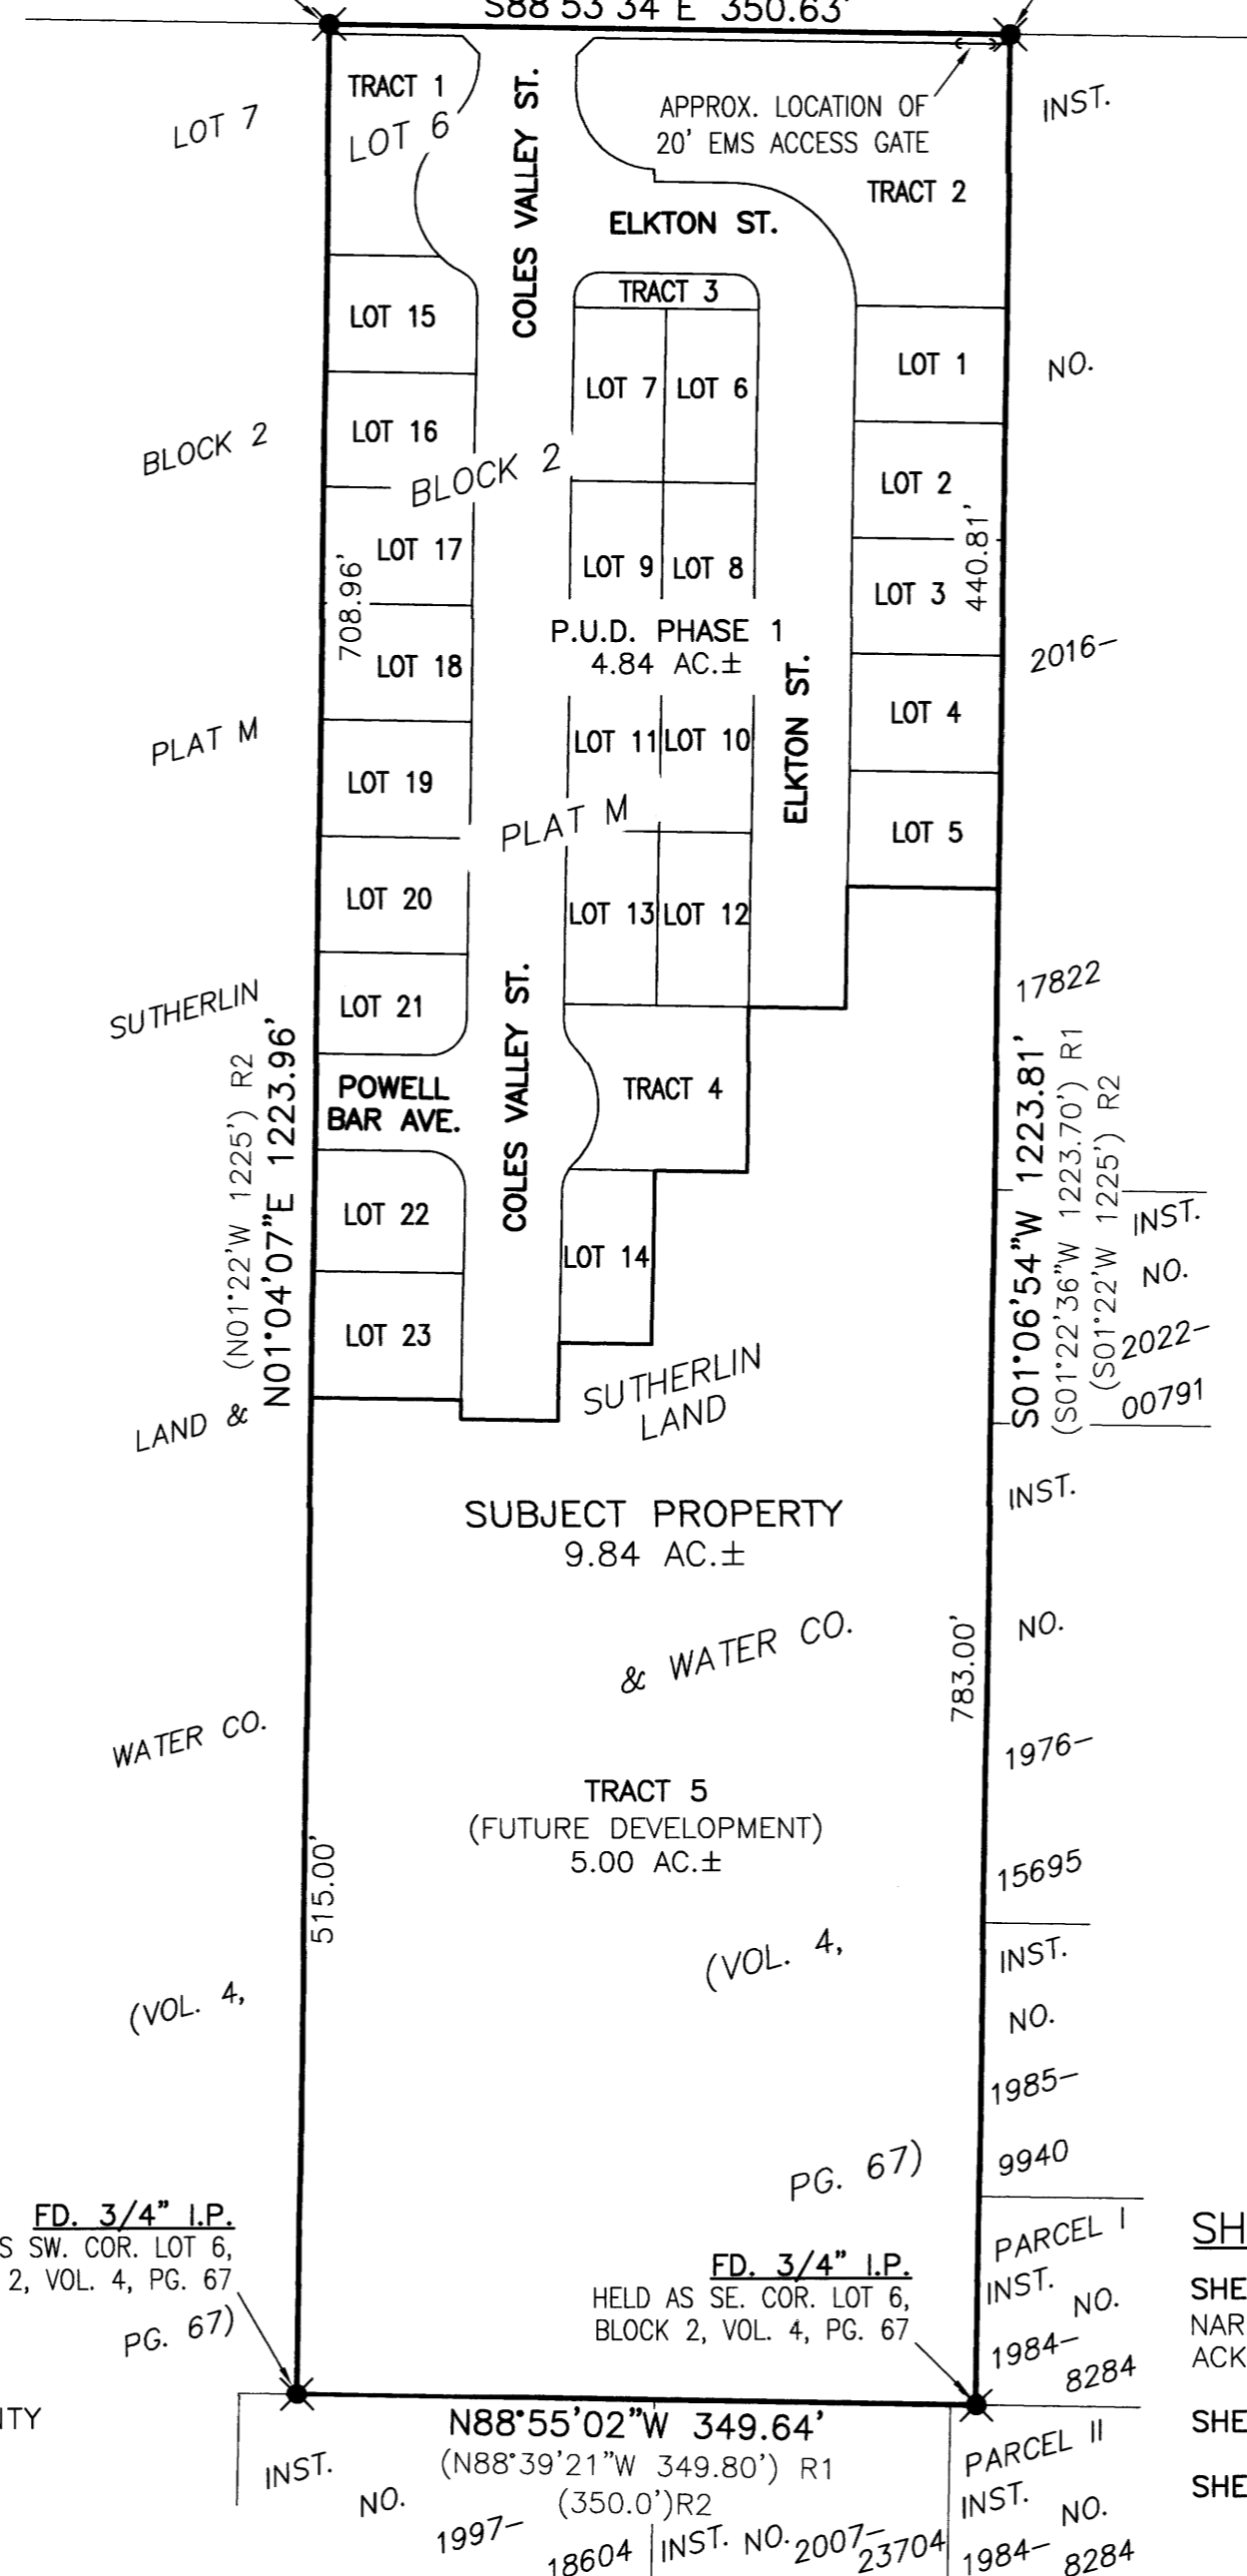 S88°53'34"E 350.63'
TRACT 1
LOT 6
LOT 7
COLES VALLEY ST.
APPROX. LOCATION OF
20' EMS ACCESS GATE
INST.
TRACT 2
ELKTON ST.
TRACT 3
LOT 15
LOT 7
LOT 6
LOT 1
NO.
LOT 16
BLOCK 2
BLOCK 2
LOT 2
440.81'
LOT 17
708.96'
LOT 9
LOT 8
LOT 3
P.U.D. PHASE 1
4.84 AC.±
2016-
LOT 18
ELKTON ST.
LOT 4
PLAT M
LOT 11
LOT 10
LOT 19
PLAT M
LOT 5
LOT 20
LOT 13
LOT 12
17822
SUTHERLIN
LOT 21
COLES VALLEY ST.
TRACT 4
POWELL
BAR AVE.
N01°04'07"E 1223.96'
(N01°22'W 1225') R2
S01°06'54"W 1223.81'
(S01°22'36"W 1223.70') R1
(S01°22'W 1225') R2
LOT 22
LOT 14
INST.
NO.
2022-
00791
LOT 23
SUTHERLIN
LAND
LAND &
SUBJECT PROPERTY
9.84 AC.±
INST.
NO.
& WATER CO.
783.00'
WATER CO.
1976-
TRACT 5
(FUTURE DEVELOPMENT)
5.00 AC.±
515.00'
15695
(VOL. 4,
INST.
NO.
(VOL. 4,
1985-
9940
PG. 67)
FD. 3/4" I.P.
S SW. COR. LOT 6,
2, VOL. 4, PG. 67
PG. 67)
FD. 3/4" I.P.
HELD AS SE. COR. LOT 6,
BLOCK 2, VOL. 4, PG. 67
PARCEL I
INST.
NO.
1984-
8284
SH
SHE
NAR
ACK
SHE
SHE
ITY
N88°55'02"W 349.64'
(N88°39'21"W 349.80') R1
(350.0')R2
INST.
NO.
1997-
18604
INST. NO. 2007-
23704
PARCEL II
INST.
NO.
1984-
8284